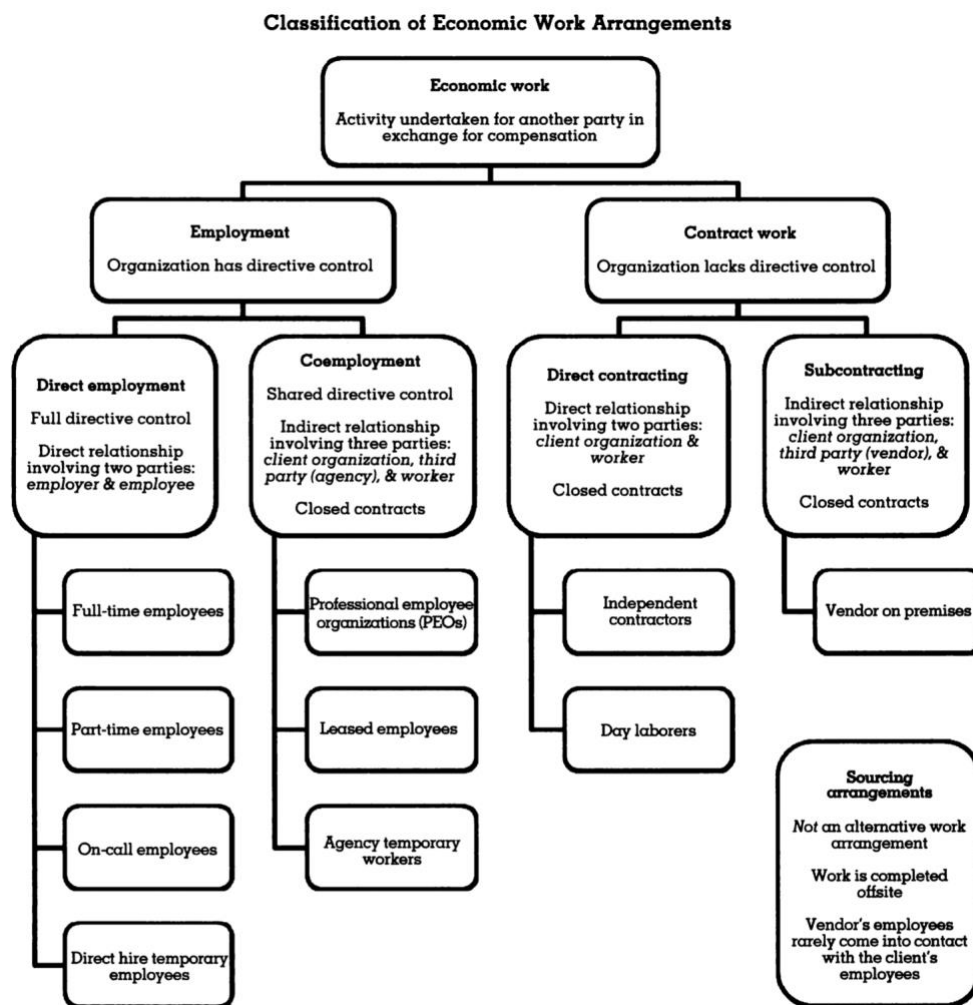 Classification of Economic Work Arrangements
Economic work
Activity undertaken for another party in
exchange for compensation
Employment
Organization has directive control
Contract work
Organization lacks directive control
Direct employment
Full directive control
Direct relationship
involving two parties:
employer & employee
Coemployment
Shared directive control
Indirect relationship
involving three parties:
client organization, third
party (agency), & worker
Closed contracts
Direct contracting
Direct relationship
involving two parties:
client organization &
worker
Closed contracts
Subcontracting
Indirect relationship
involving three parties:
client organization,
third party (vendor), &
worker
Closed contracts
Full-time employees
Part-time employees
On-call employees
Direct hire temporary
employees
Professional employee
organizations (PEOs)
Leased employees
Agency temporary
workers
Independent
contractors
Day laborers
Vendor on premises
Sourcing
arrangements
Not an alternative work
arrangement
Work is completed
offsite
Vendor's employees
rarely come into contact
with the client's
employees